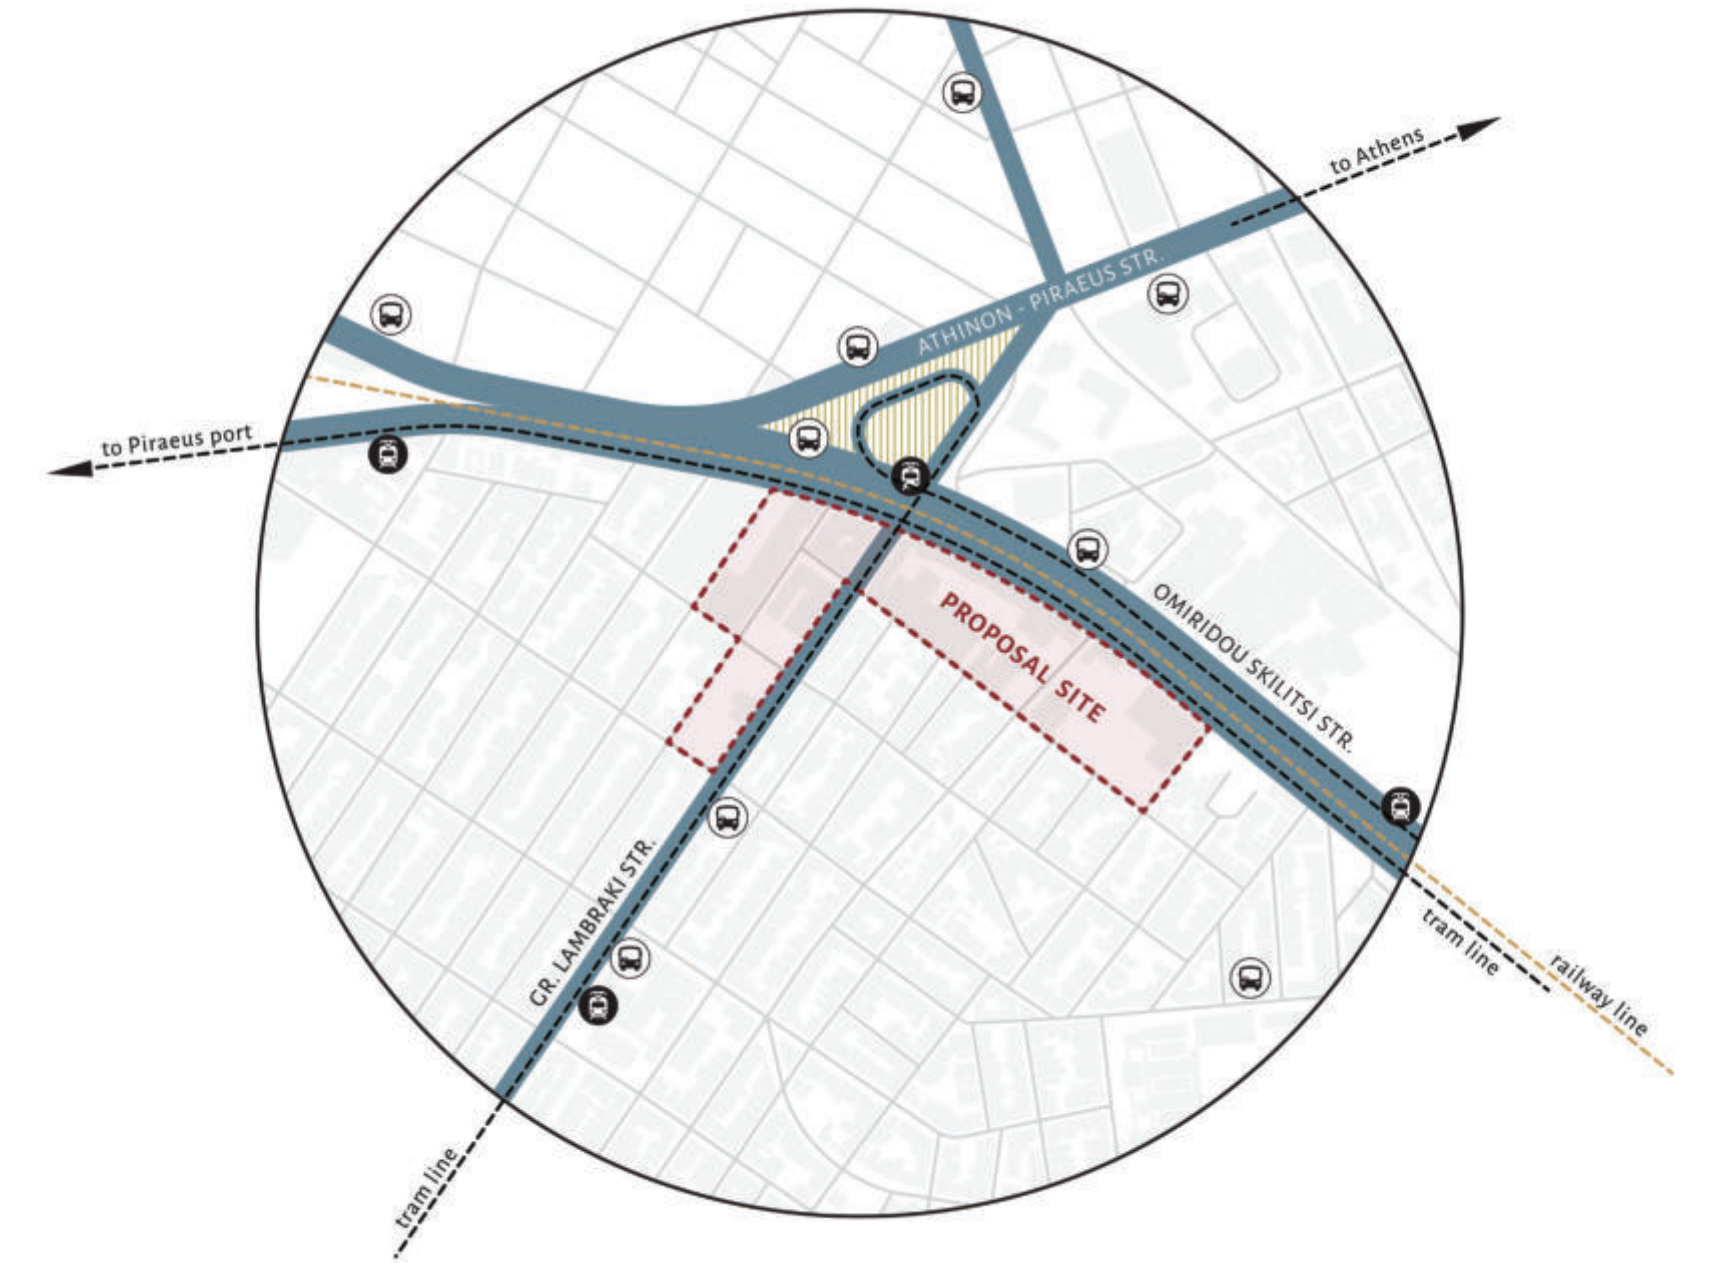 to Athens
ATHINON - PIRAEUS STR.
to Piraeus port
PROPOSAL SITE
OMIRIDOU SKILITSI STR.
GR. LAMBRAKI STR.
tram line
railway line
tram line